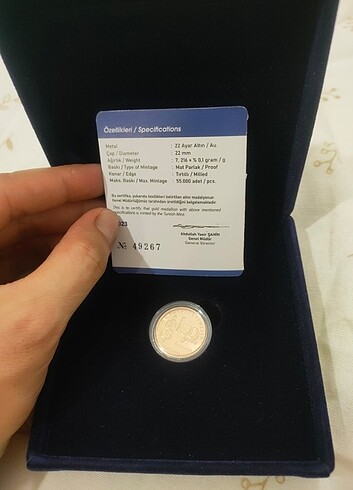 Özellikleri / Specifications
Metal : 22 Ayar Altın / Au
Çap / Diameter : 22 mm
Ağırlık / Weight : 7, 216 ± % 0,1 gram / g
Baskı / Type of Mintage : Mat Parlak / Proof
Kenar / Edge : Tırtıllı / Milled
Maks. Baskı / Max. Mintage : 55.000 adet / pcs.
Bu sertifika, yukarıda özellikleri belirtilen altın madalyonun
Genel Müdürlüğümüz tarafından üretildiğini belgelemektedir
This is to certify that gold medallion with above mentioned
specifications is minted by the Turkish Mint.
023
Abdullah Yasir ŞAHİN
Genel Müdür
General Director
№ 49267